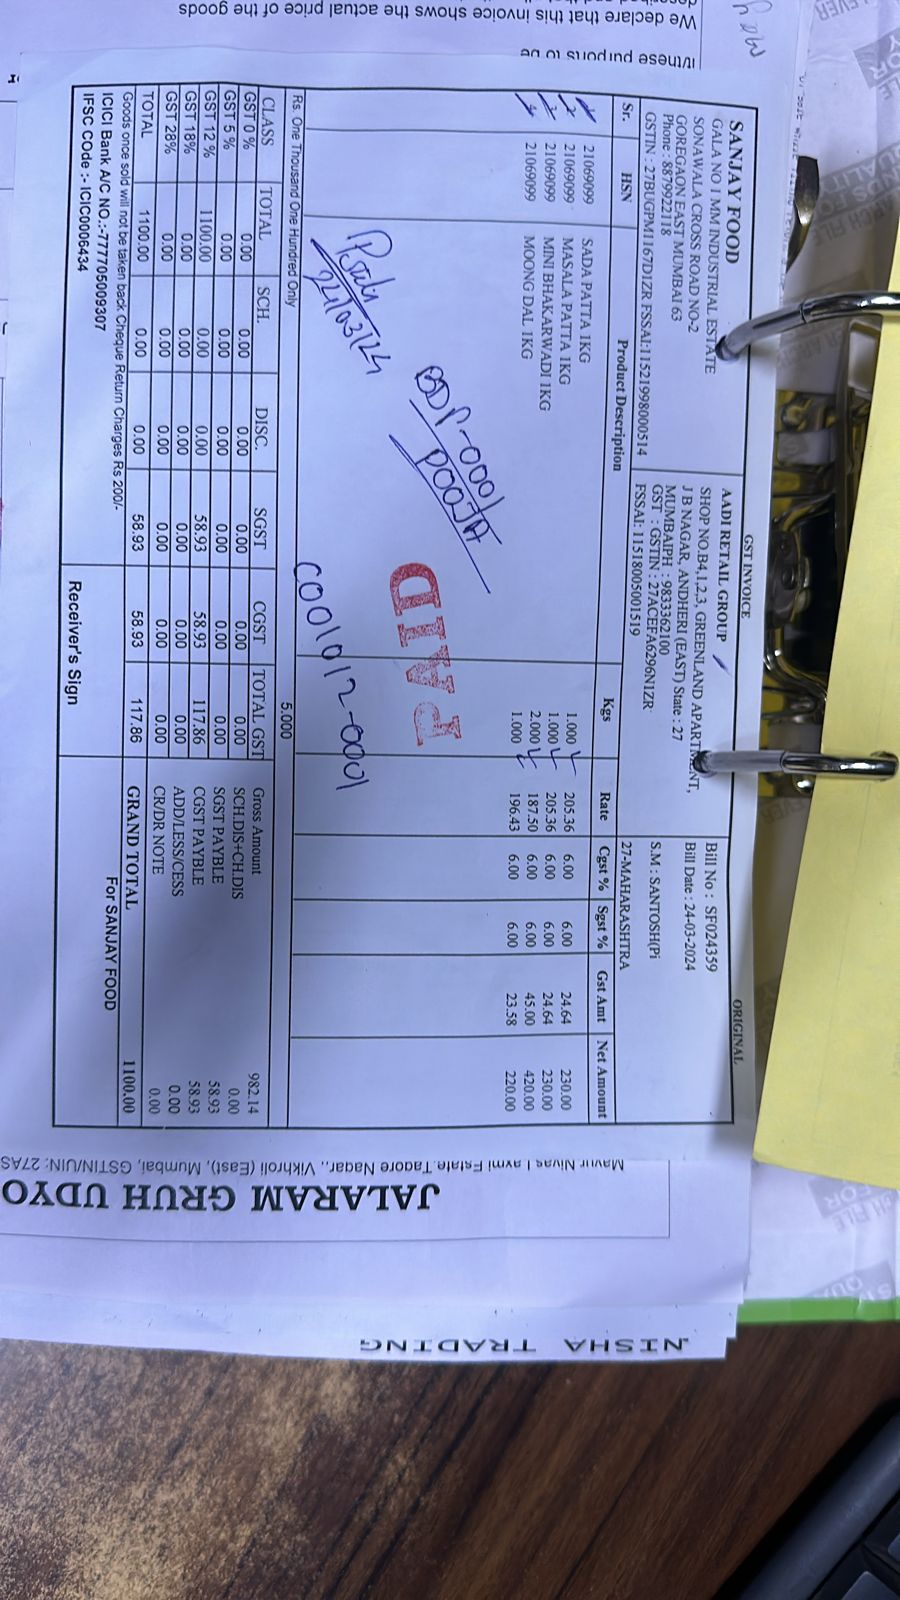 GST INVOICE
ORIGINAL
SANJAY FOOD
GALA NO 1 MM INDUSTRIAL ESTATE
SONAWALA CROSS ROAD NO-2
GOREGAON EAST MUMBAI 63
Phone : 8879922118
GSTIN : 27BUGPM1167D1ZR FSSAI:11521998000514
AADI RETAIL GROUP
SHOP NO.B4,1,2,3, GREENLAND APARTMENT,
J B NAGAR, ANDHERI (EAST) State : 27
MUMBAIPH : 9833362100
GST : GSTIN : 27ACEFA6296N1ZR
FSSAI: 11518005001519
Bill No : SF024359
Bill Date : 24-03-2024
S.M : SANTOSH(Pi
27-MAHARASHTRA
Sr. HSN Product Description Kgs Rate Cgst % Sgst % Gst Amt Net Amount
1 21069099 SADA PATTA 1KG 1.000 205.36 6.00 6.00 24.64 230.00
2 21069099 MASALA PATTA 1KG 1.000 205.36 6.00 6.00 24.64 230.00
3 21069099 MINI BHAKARWADI 1KG 2.000 187.50 6.00 6.00 45.00 420.00
4 21069099 MOONG DAL 1KG 1.000 196.43 6.00 6.00 23.58 220.00
BDP-0001
POOJA
PAID
24/03/24
C001012-0001
Rs. One Thousand One Hundred Only 5.000
CLASS TOTAL SCH. DISC. SGST CGST TOTAL GST
GST 0 % 0.00 0.00 0.00 0.00 0.00 0.00
GST 5 % 0.00 0.00 0.00 0.00 0.00 0.00
GST 12 % 1100.00 0.00 0.00 58.93 58.93 117.86
GST 18% 0.00 0.00 0.00 0.00 0.00 0.00
GST 28% 0.00 0.00 0.00 0.00 0.00 0.00
TOTAL 1100.00 0.00 0.00 58.93 58.93 117.86
Gross Amount 982.14
SCH.DIS+CH.DIS 0.00
SGST PAYBLE 58.93
CGST PAYBLE 58.93
ADD/LESS/CESS 0.00
CR/DR NOTE 0.00
GRAND TOTAL 1100.00
Goods once sold will not be taken back Cheque Return Charges Rs 200/-
ICICI Bank A/C NO.:-777705009307
IFSC COde :- ICIC0006434
Receiver's Sign
For SANJAY FOOD
We declare that this invoice shows the actual price of the goods
NISHA TRADING
JALARAM GRUH UDYO
Mayur Nivas Laxmi Estate,Tagore Nagar,, Vikhroli (East), Mumbai, GSTIN/UIN: 27AS